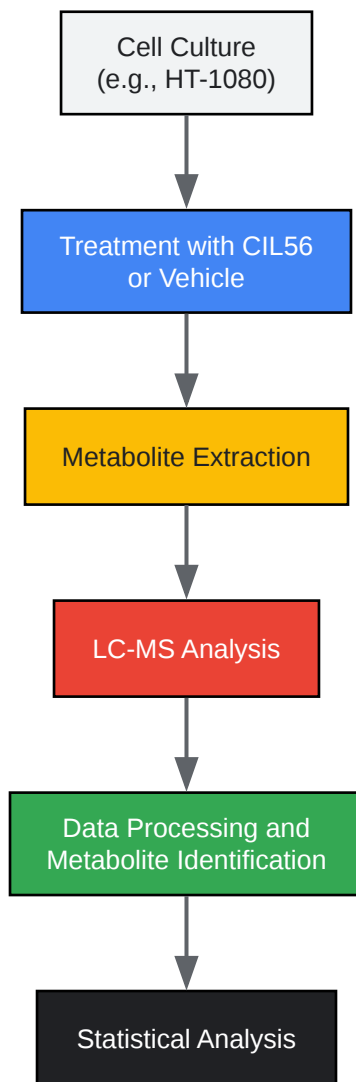 Cell Culture
(e.g., HT-1080)
Treatment with CIL56
or Vehicle
Metabolite Extraction
LC-MS Analysis
Data Processing and
Metabolite Identification
Statistical Analysis